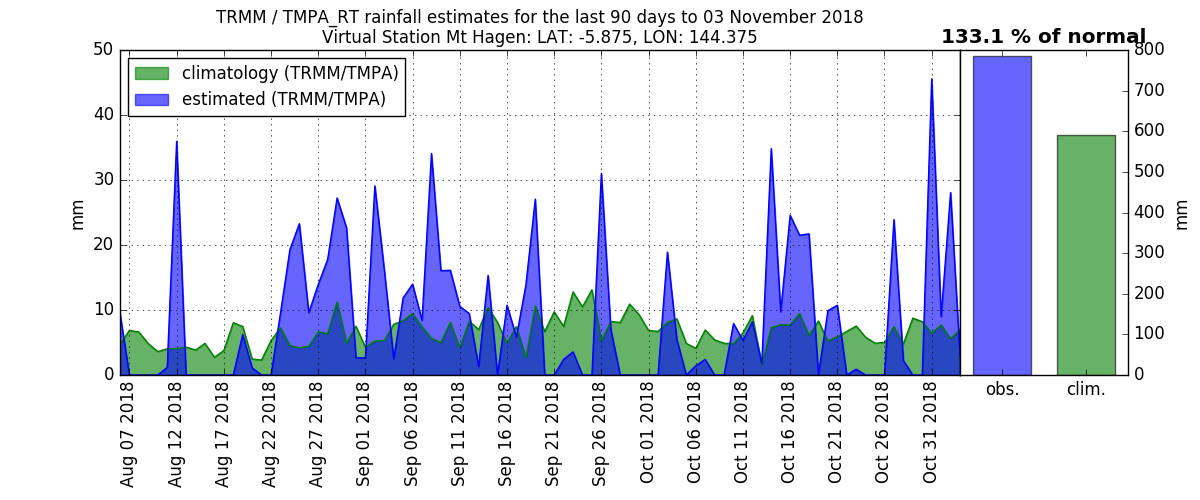 TRMM / TMPA_RT rainfall estimates for the last 90 days to 03 November 2018
Virtual Station Mt Hagen: LAT: -5.875, LON: 144.375
133.1 % of normal
climatology (TRMM/TMPA)
estimated (TRMM/TMPA)
50
40
30
20
10
0
mm
Aug 07 2018
Aug 12 2018
Aug 17 2018
Aug 22 2018
Aug 27 2018
Sep 01 2018
Sep 06 2018
Sep 11 2018
Sep 16 2018
Sep 21 2018
Sep 26 2018
Oct 01 2018
Oct 06 2018
Oct 11 2018
Oct 16 2018
Oct 21 2018
Oct 26 2018
Oct 31 2018
obs.
clim.
800
700
600
500
400
300
200
100
0
mm